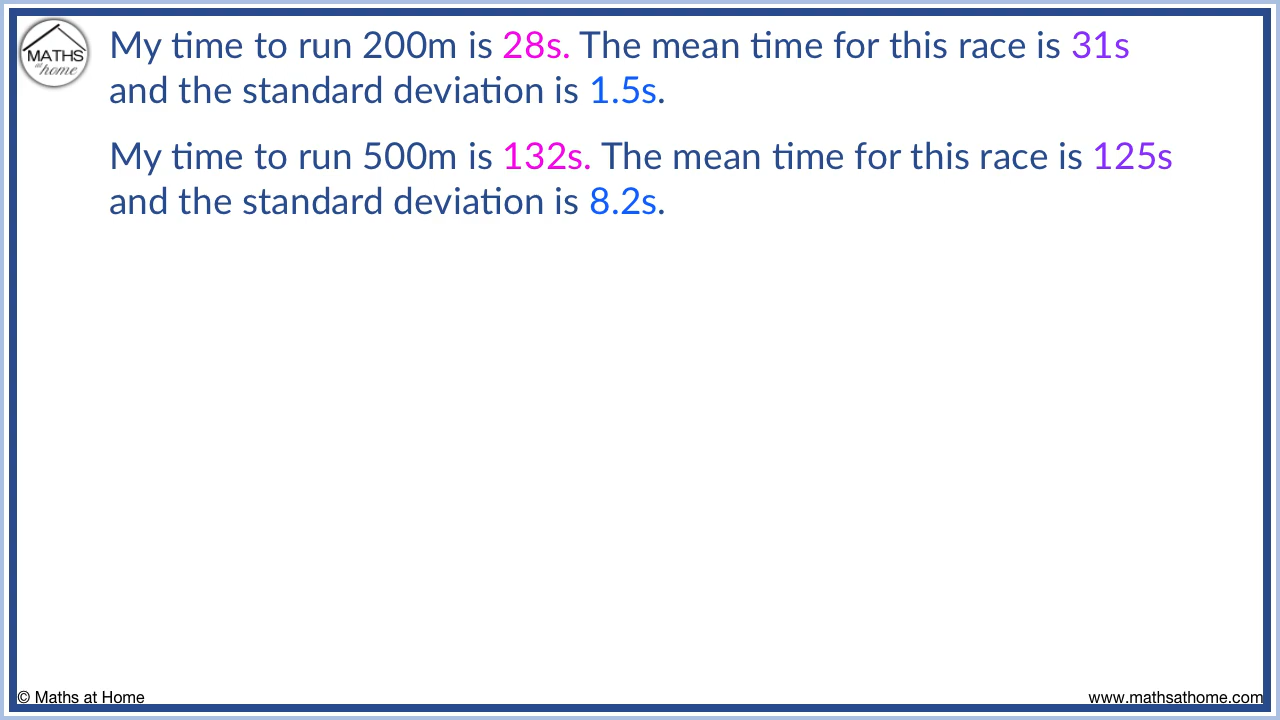 MATHS
at home
My time to run 200m is 28s. The mean time for this race is 31s
and the standard deviation is 1.5s.
My time to run 500m is 132s. The mean time for this race is 125s
and the standard deviation is 8.2s.
© Maths at Home
www.mathsathome.com